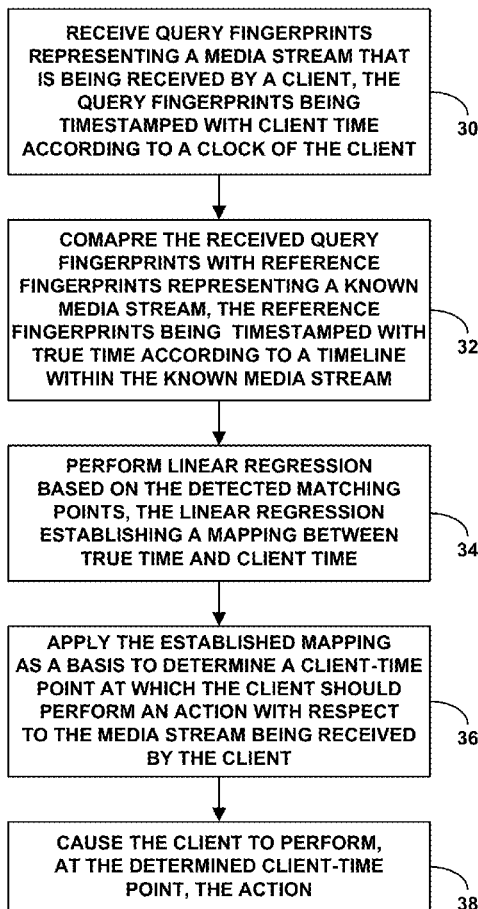 RECEIVE QUERY FINGERPRINTS
REPRESENTING A MEDIA STREAM THAT
IS BEING RECEIVED BY A CLIENT, THE
QUERY FINGERPRINTS BEING
TIMESTAMPED WITH CLIENT TIME
ACCORDING TO A CLOCK OF THE CLIENT
30
COMAPRE THE RECEIVED QUERY
FINGERPRINTS WITH REFERENCE
FINGERPRINTS REPRESENTING A KNOWN
MEDIA STREAM, THE REFERENCE
FINGERPRINTS BEING TIMESTAMPED WITH
TRUE TIME ACCORDING TO A TIMELINE
WITHIN THE KNOWN MEDIA STREAM
32
PERFORM LINEAR REGRESSION
BASED ON THE DETECTED MATCHING
POINTS, THE LINEAR REGRESSION
ESTABLISHING A MAPPING BETWEEN
TRUE TIME AND CLIENT TIME
34
APPLY THE ESTABLISHED MAPPING
AS A BASIS TO DETERMINE A CLIENT-TIME
POINT AT WHICH THE CLIENT SHOULD
PERFORM AN ACTION WITH RESPECT
TO THE MEDIA STREAM BEING RECEIVED
BY THE CLIENT
36
CAUSE THE CLIENT TO PERFORM,
AT THE DETERMINED CLIENT-TIME
POINT, THE ACTION
38